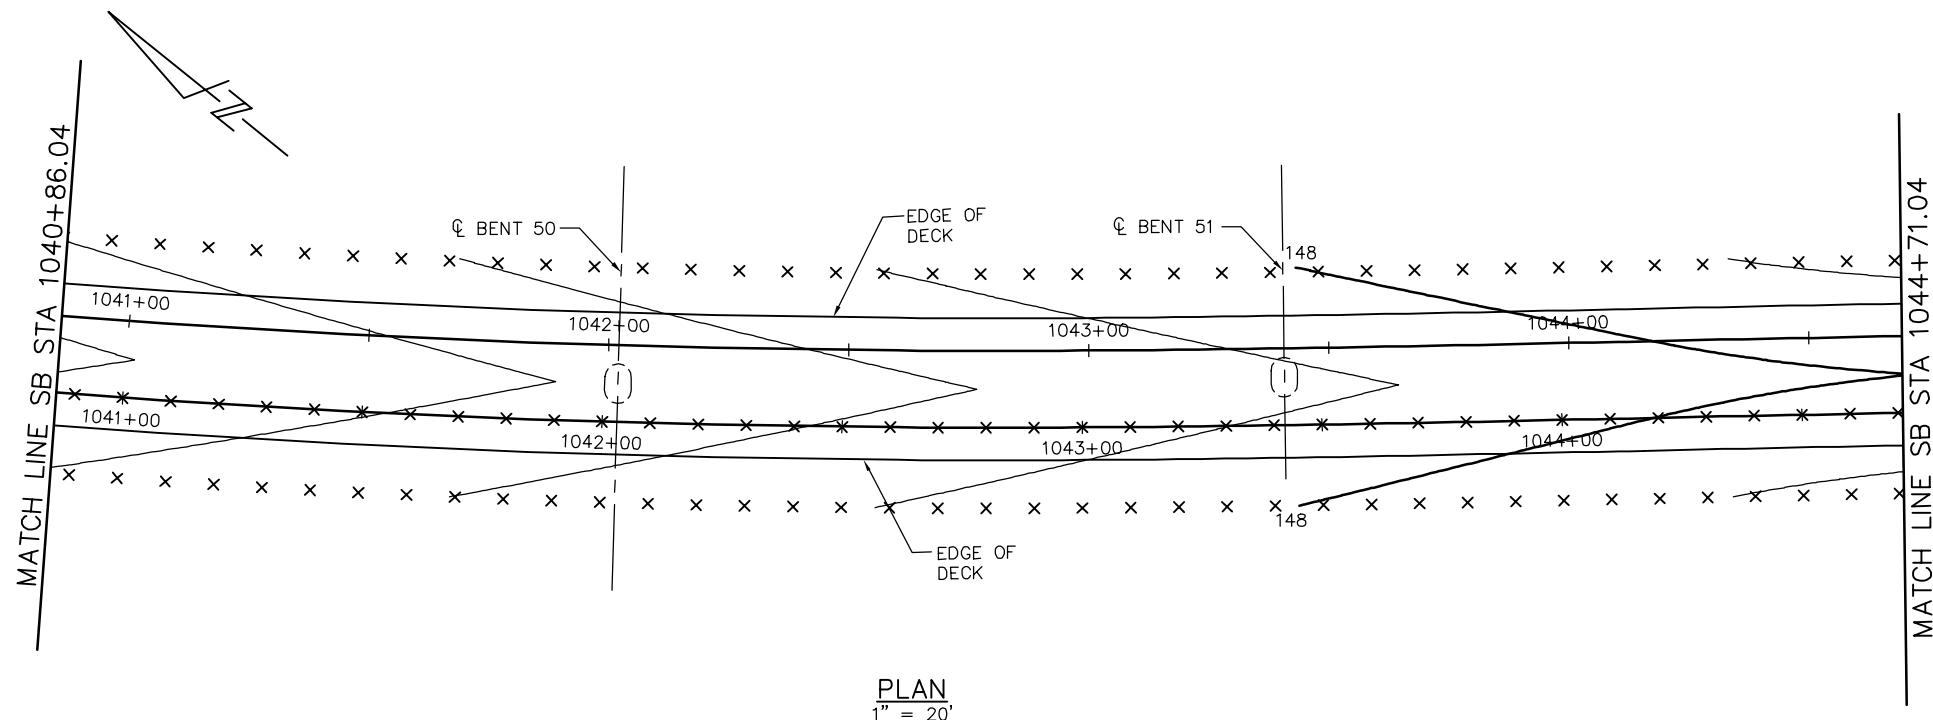 N
MATCH LINE SB STA 1040+86.04
℄ BENT 50
EDGE OF
DECK
℄ BENT 51
148
1041+00
1042+00
1043+00
1044+00
1041+00
1042+00
1043+00
1044+00
148
EDGE OF
DECK
MATCH LINE SB STA 1044+71.04
PLAN
1" = 20'